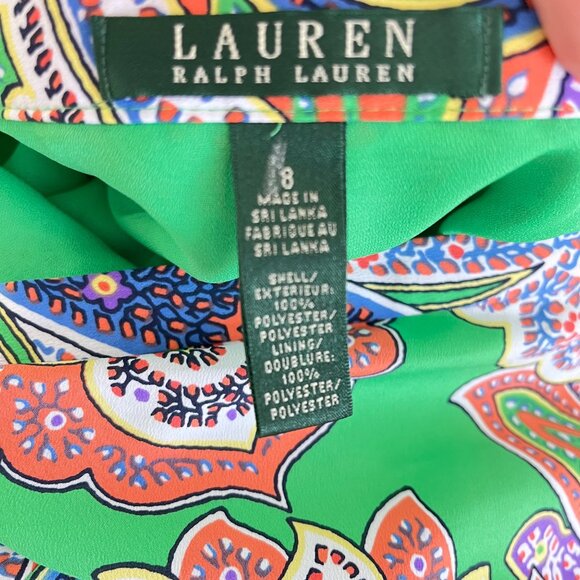 LAUREN
RALPH LAUREN
8
MADE IN
SRI LANKA
FABRIQUE AU
SRI LANKA
SHELL/
EXTERIEUR:
100%
POLYESTER/
POLYESTER
LINING/
DOUBLURE:
100%
POLYESTER/
POLYESTER